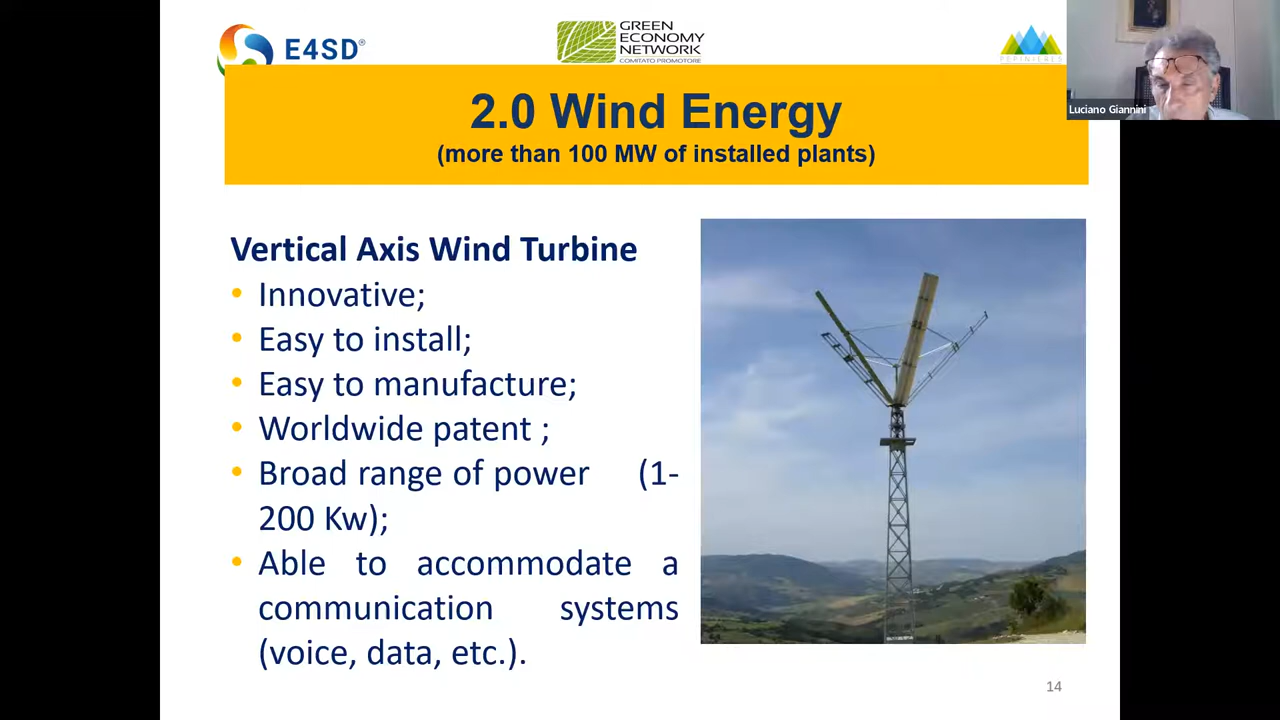 E4SD®
GREEN
ECONOMY
NETWORK
COMITATO PROMOTORE
PEPINIERAS
Luciano Giannini
2.0 Wind Energy
(more than 100 MW of installed plants)
Vertical Axis Wind Turbine
• Innovative;
• Easy to install;
• Easy to manufacture;
• Worldwide patent ;
• Broad range of power (1-
200 Kw);
• Able to accommodate a
communication systems
(voice, data, etc.).
14